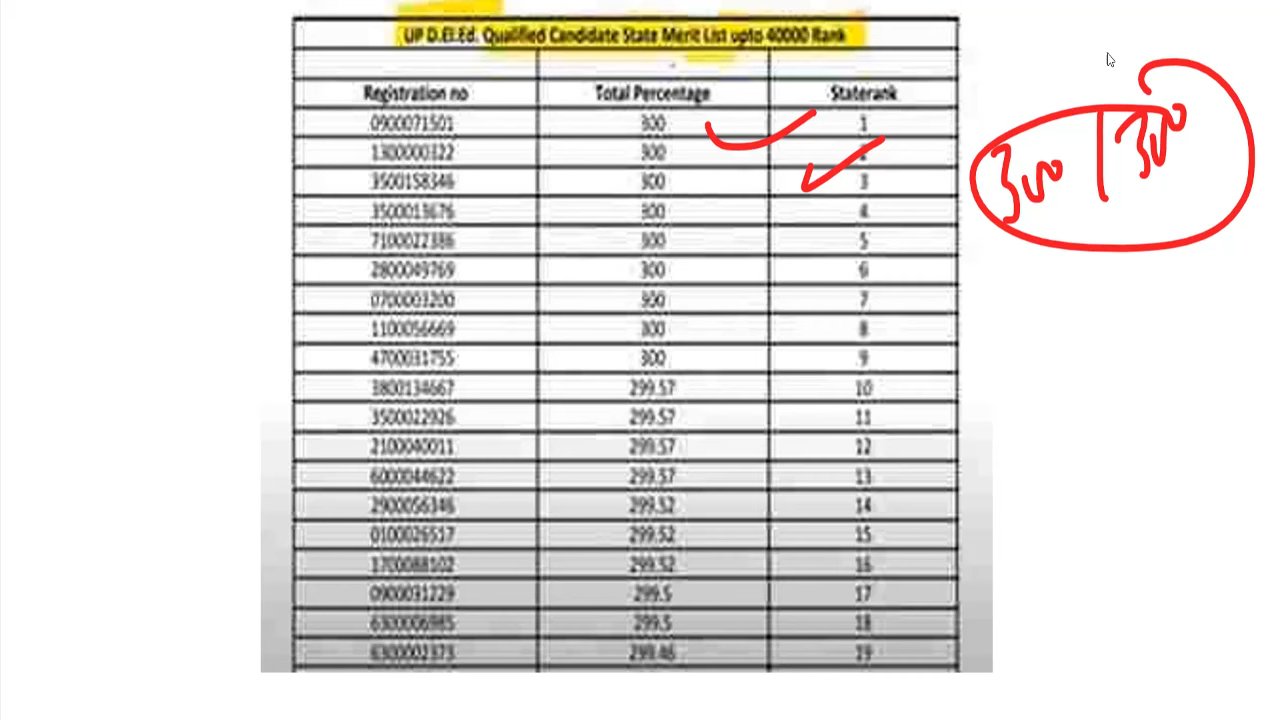 UP D.El.Ed. Qualified Candidate State Merit List upto 40000 Rank
Registration no Total Percentage Staterank
0900071501 300 1
1300000322 300 2
3500158346 300 3
3500013676 300 4
7100022386 300 5
2800049769 300 6
0700003200 300 7
1100056669 300 8
4700031755 300 9
3800134667 299.57 10
3500022926 299.57 11
2100040011 299.57 12
6000044622 299.57 13
2900056346 299.52 14
0100026517 299.52 15
1700088102 299.52 16
0900031229 299.5 17
6300006985 299.5 18
6300002373 299.46 19
300 | 300